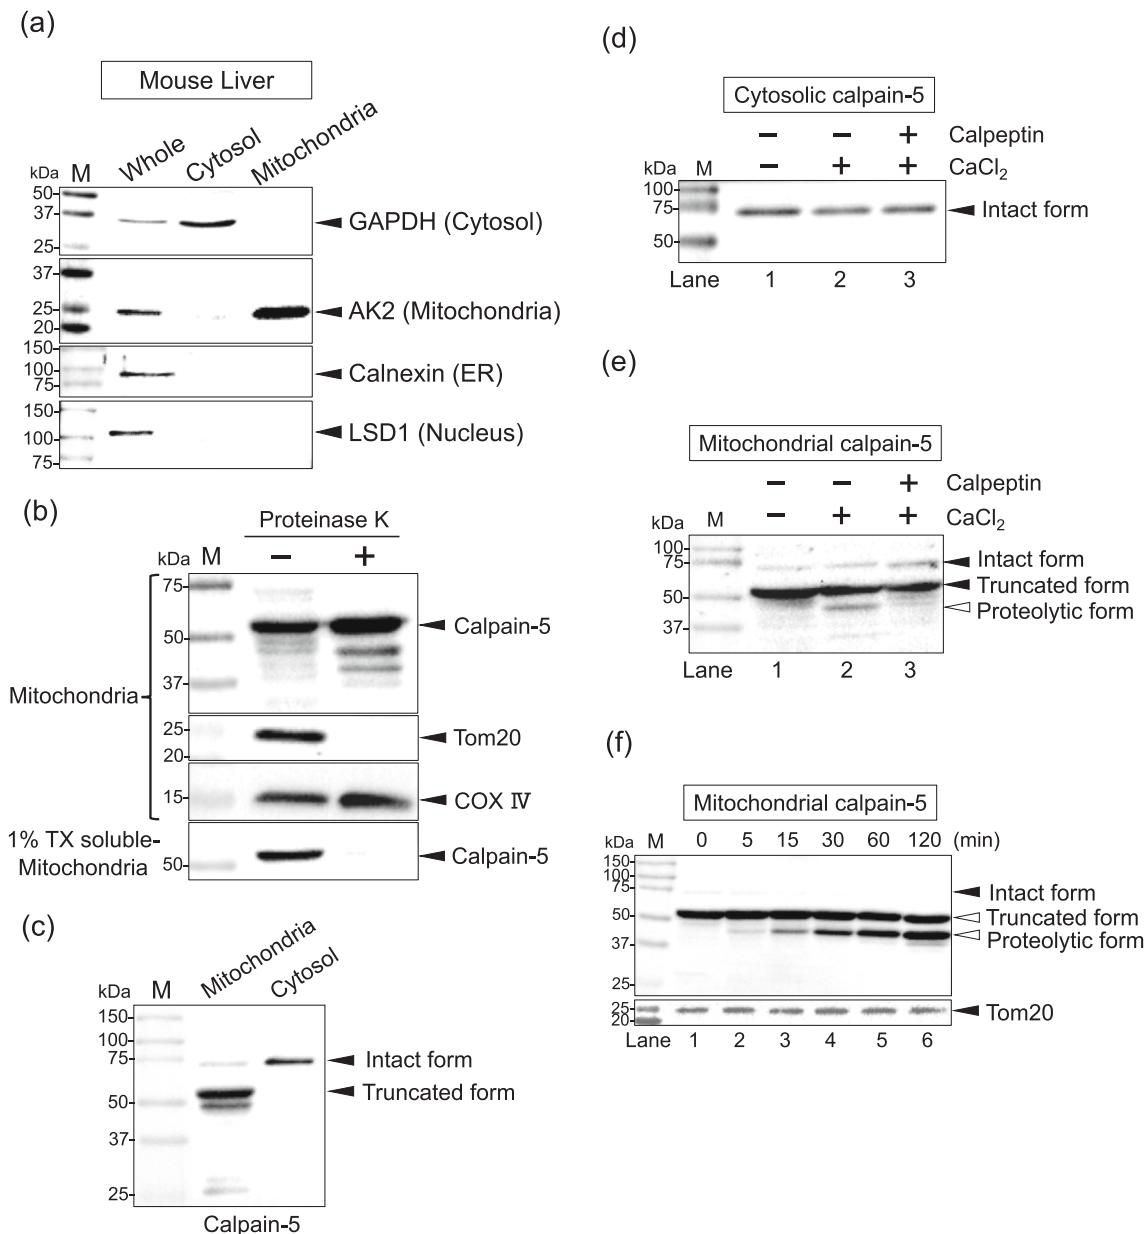 (a)
Mouse Liver
kDa M Whole Cytosol Mitochondria
50
37
25
GAPDH (Cytosol)
37
25
20
AK2 (Mitochondria)
150
100
75
Calnexin (ER)
150
100
75
LSD1 (Nucleus)
(b)
Proteinase K
kDa M − +
Mitochondria
75
50
37
Calpain-5
25
20
Tom20
15
COX Ⅳ
1% TX soluble-
Mitochondria
50
Calpain-5
(c)
kDa M Mitochondria Cytosol
150
100
75
50
37
25
Intact form
Truncated form
Calpain-5
(d)
Cytosolic calpain-5
− − + Calpeptin
− + + CaCl₂
kDa M
100
75
50
Intact form
Lane 1 2 3
(e)
Mitochondrial calpain-5
− − + Calpeptin
− + + CaCl₂
kDa M
100
75
50
37
Intact form
Truncated form
Proteolytic form
Lane 1 2 3
(f)
Mitochondrial calpain-5
kDa M 0 5 15 30 60 120 (min)
150
100
75
50
37
25
Intact form
Truncated form
Proteolytic form
25
20
Tom20
Lane 1 2 3 4 5 6